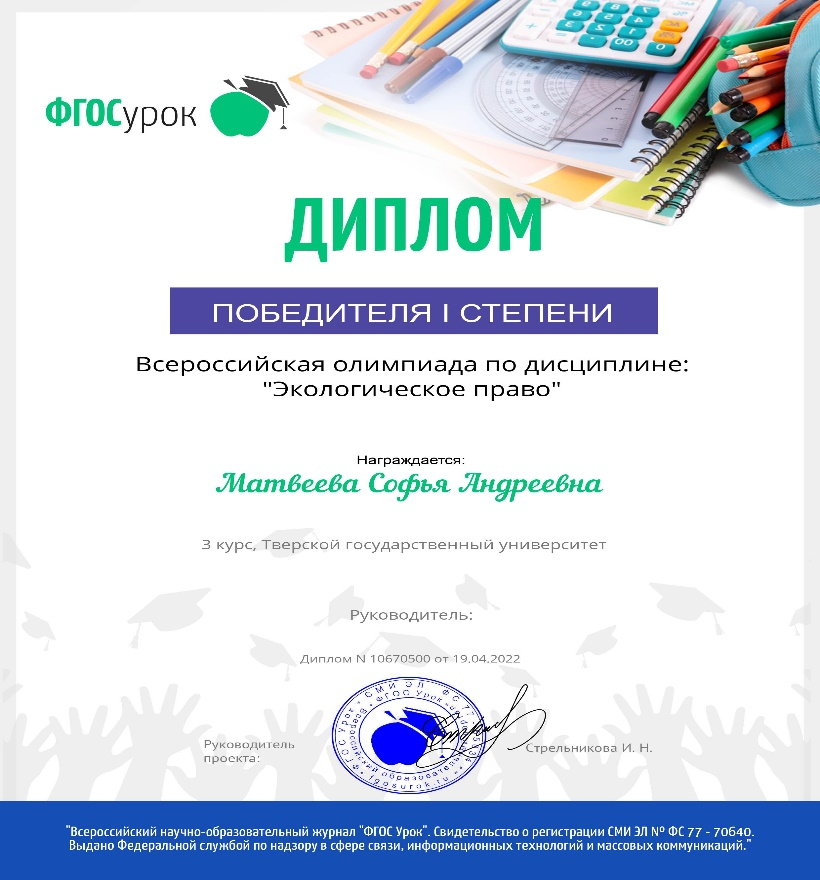 ФГОСурок
ДИПЛОМ
ПОБЕДИТЕЛЯ I СТЕПЕНИ
Всероссийская олимпиада по дисциплине:
"Экологическое право"
Награждается:
Матвеева Софья Андреевна
3 курс, Тверской государственный университет
Руководитель:
Диплом N 10670500 от 19.04.2022
Руководитель
проекта:
Стрельникова И. Н.
"Всероссийский научно-образовательный журнал "ФГОС Урок". Свидетельство о регистрации СМИ ЭЛ № ФС 77 - 70640.
Выдано Федеральной службой по надзору в сфере связи, информационных технологий и массовых коммуникаций."